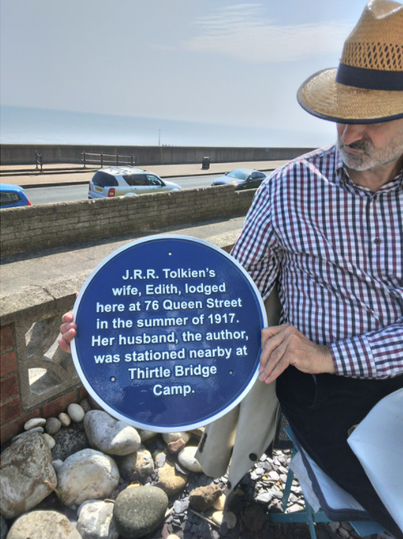 J.R.R. Tolkien's
wife, Edith, lodged
here at 76 Queen Street
in the summer of 1917.
Her husband, the author,
was stationed nearby at
Thirtle Bridge
Camp.